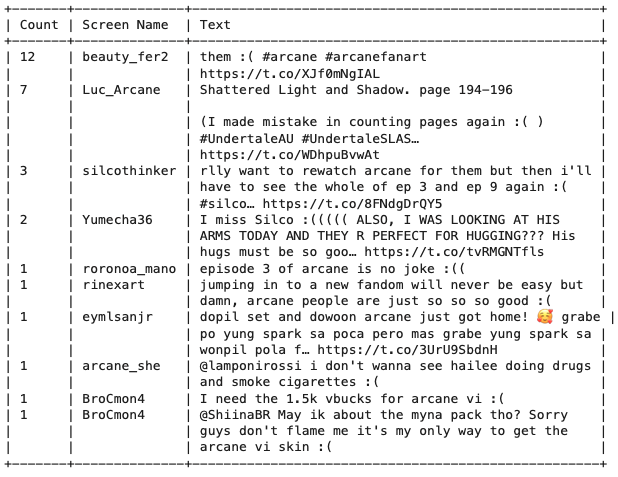 Count | Screen Name | Text
12 | beauty_fer2 | them :( #arcane #arcanefanart
https://t.co/XJf0mNgIAL
7 | Luc_Arcane | Shattered Light and Shadow. page 194-196
(I made mistake in counting pages again :( )
#UndertaleAU #UndertaleSLAS…
https://t.co/WDhpuBvwAt
3 | silcothinker | rlly want to rewatch arcane for them but then i'll
have to see the whole of ep 3 and ep 9 again :(
#silco… https://t.co/8FNdgDrQY5
2 | Yumecha36 | I miss Silco :((((( ALSO, I WAS LOOKING AT HIS
ARMS TODAY AND THEY R PERFECT FOR HUGGING??? His
hugs must be so goo… https://t.co/tvRMGNTfls
1 | roronoa_mano | episode 3 of arcane is no joke :((
1 | rinexart | jumping in to a new fandom will never be easy but
damn, arcane people are just so so so good :(
1 | eymlsanjr | dopil set and dowoon arcane just got home! 🥰 grabe |
po yung spark sa poca pero mas grabe yung spark sa
wonpil pola f… https://t.co/3UrU9SbdnH
1 | arcane_she | @lamponirossi i don't wanna see hailee doing drugs
and smoke cigarettes :(
1 | BroCmon4 | I need the 1.5k vbucks for arcane vi :(
1 | BroCmon4 | @ShiinaBR May ik about the myna pack tho? Sorry
guys don't flame me it's my only way to get the
arcane vi skin :(